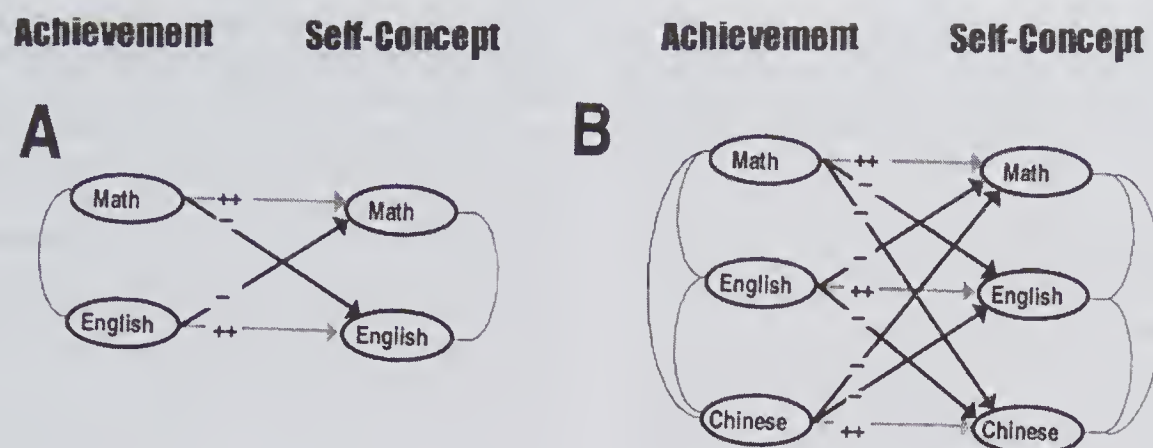 Achievement Self-Concept Achievement Self-Concept
A
B
Math ++ Math
-
-
English ++ English
Math ++ Math
-
-
-
English ++ English
-
-
-
Chinese ++ Chinese